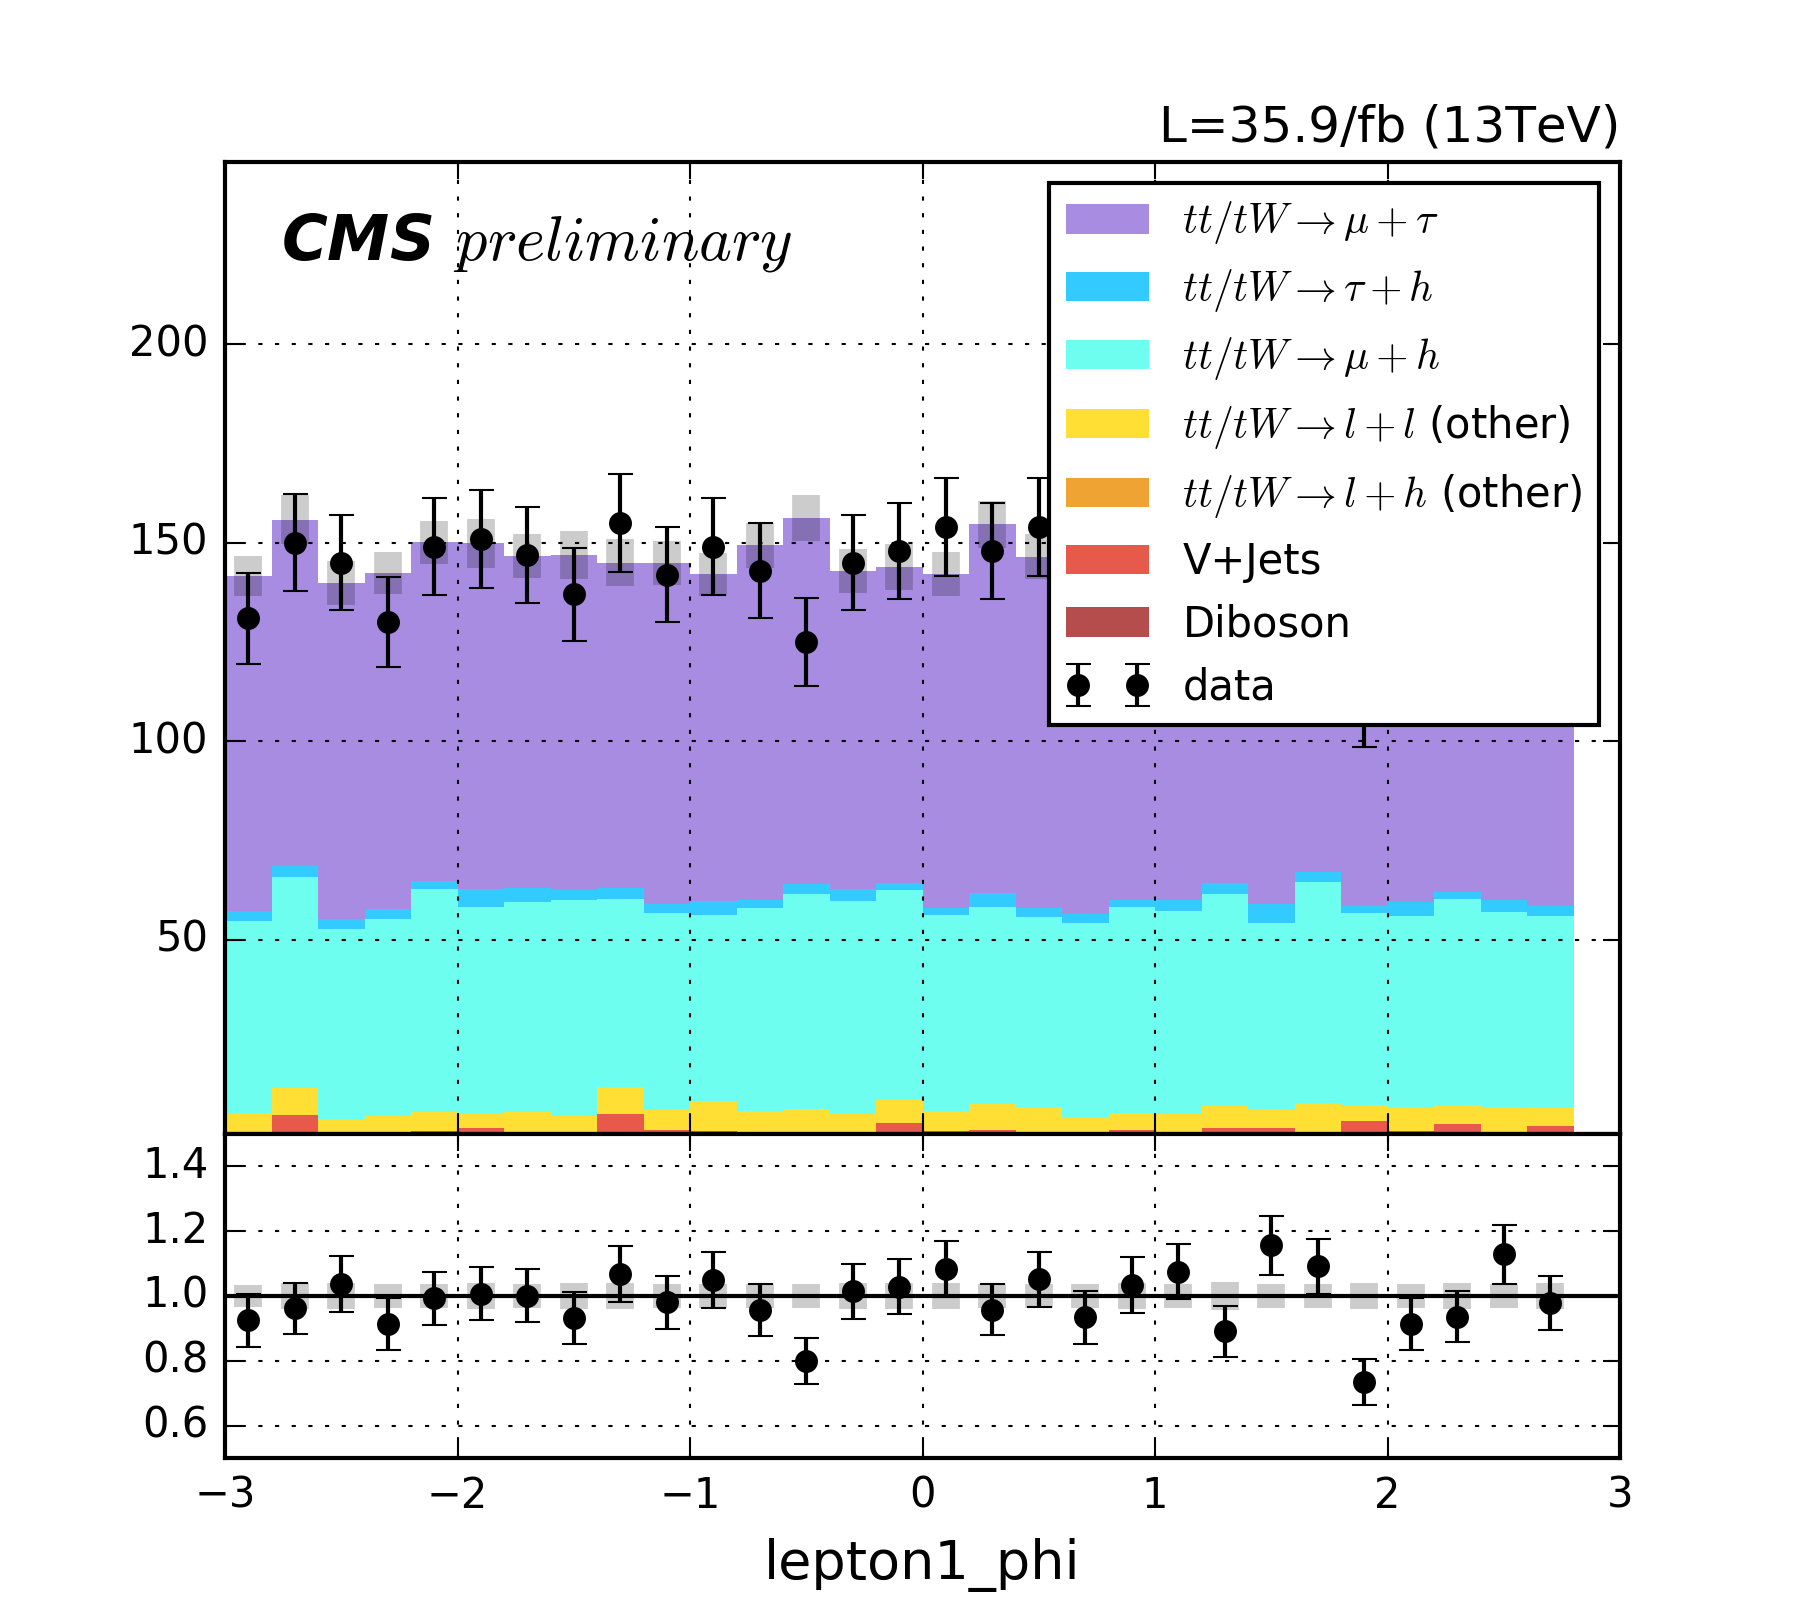 L=35.9/fb (13TeV)
CMS preliminary
tt/tW → μ + τ
tt/tW → τ + h
tt/tW → μ + h
tt/tW → l + l (other)
tt/tW → l + h (other)
V+Jets
Diboson
data
200
150
100
50
1.4
1.2
1.0
0.8
0.6
−3 −2 −1 0 1 2 3
lepton1_phi